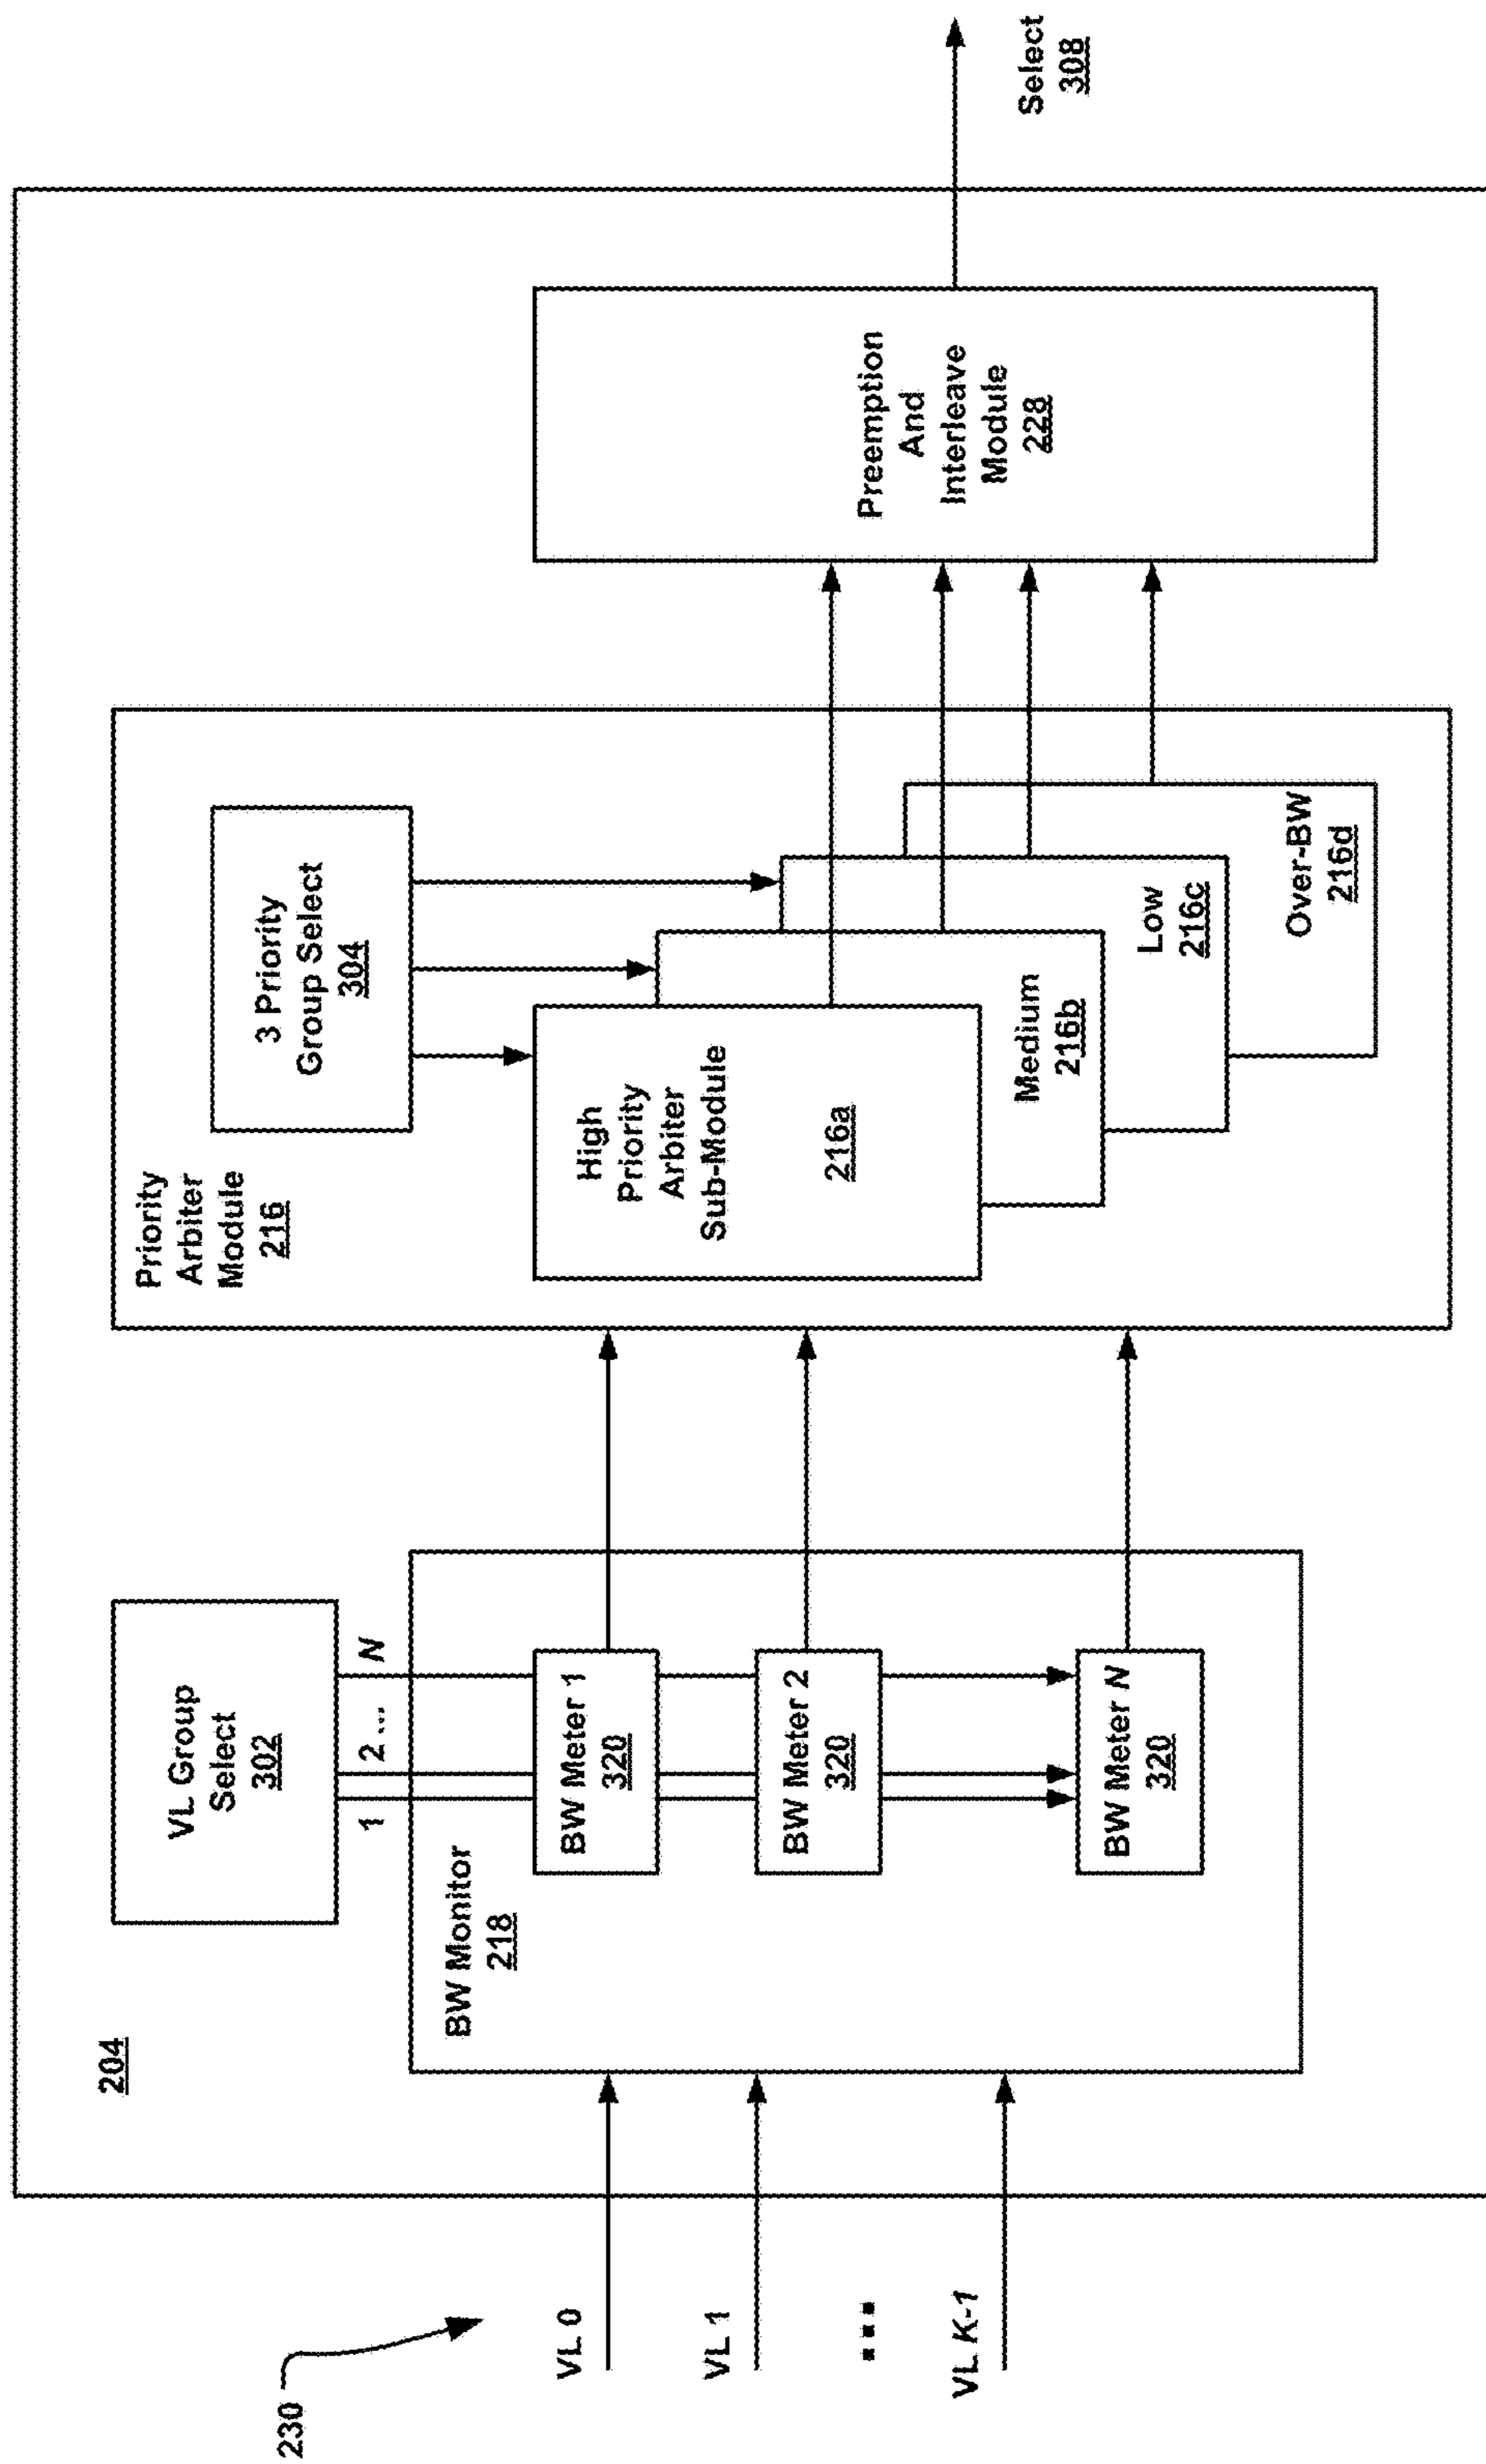 230
VL 0
VL 1
...
VL K-1
204
VL Group
Select
302
1
2 ...
N
BW Monitor
218
BW Meter 1
320
BW Meter 2
320
BW Meter N
320
Priority
Arbiter
Module
216
3 Priority
Group Select
304
High
Priority
Arbiter
Sub-Module
216a
Medium
216b
Low
216c
Over-BW
216d
Preemption
And
Interleave
Module
228
Select
308